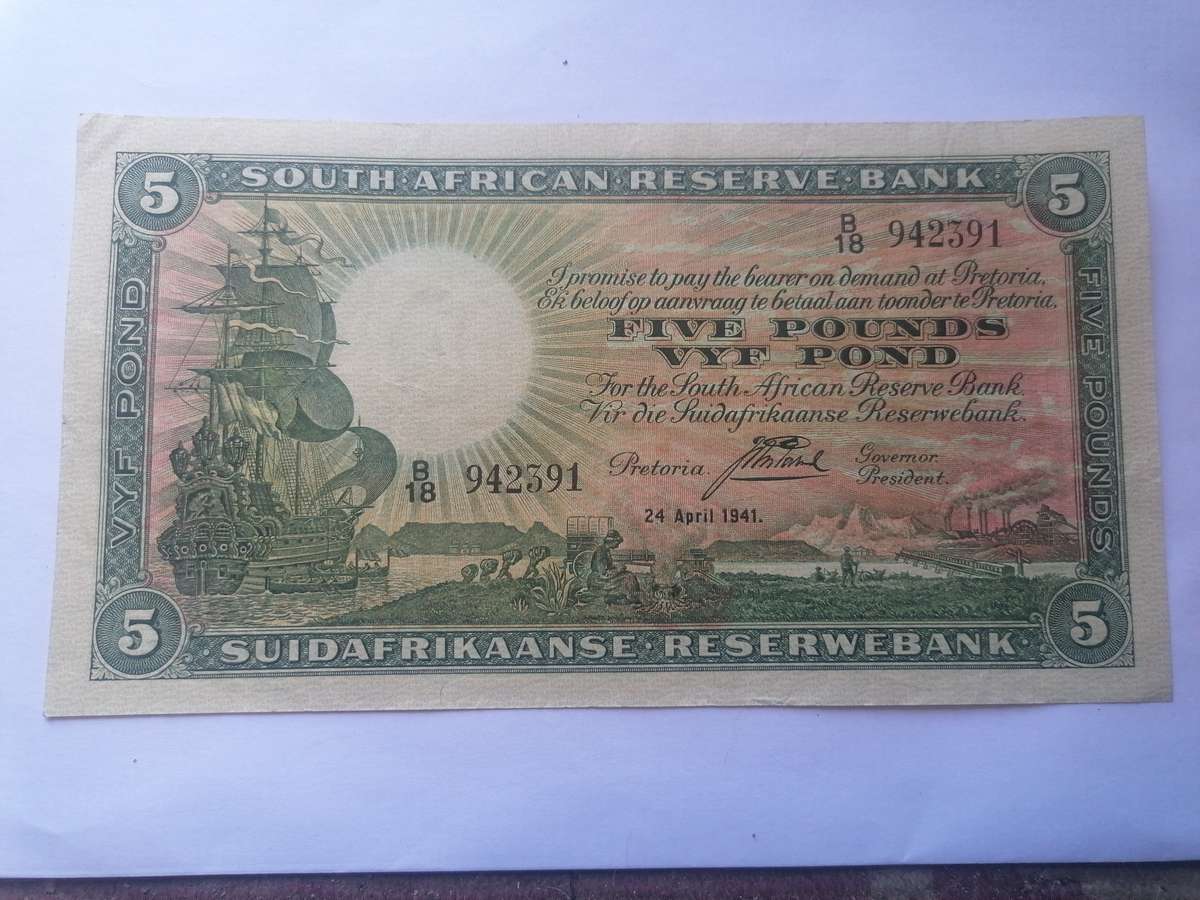 5 SOUTH AFRICAN RESERVE·BANK 5
B/18 942391
I promise to pay the bearer on demand at Pretoria.
Ek beloof op aanvraag te betaal aan toonder te Pretoria.
FIVE POUNDS
VYF POND
For the South African Reserve Bank.
Vir die Suidafrikaanse Reserwebank.
B/18 942391
Pretoria.
Governor
President.
24 April 1941.
VYF POND
FIVE POUNDS
5 SUIDAFRIKAANSE · RESERWEBANK 5